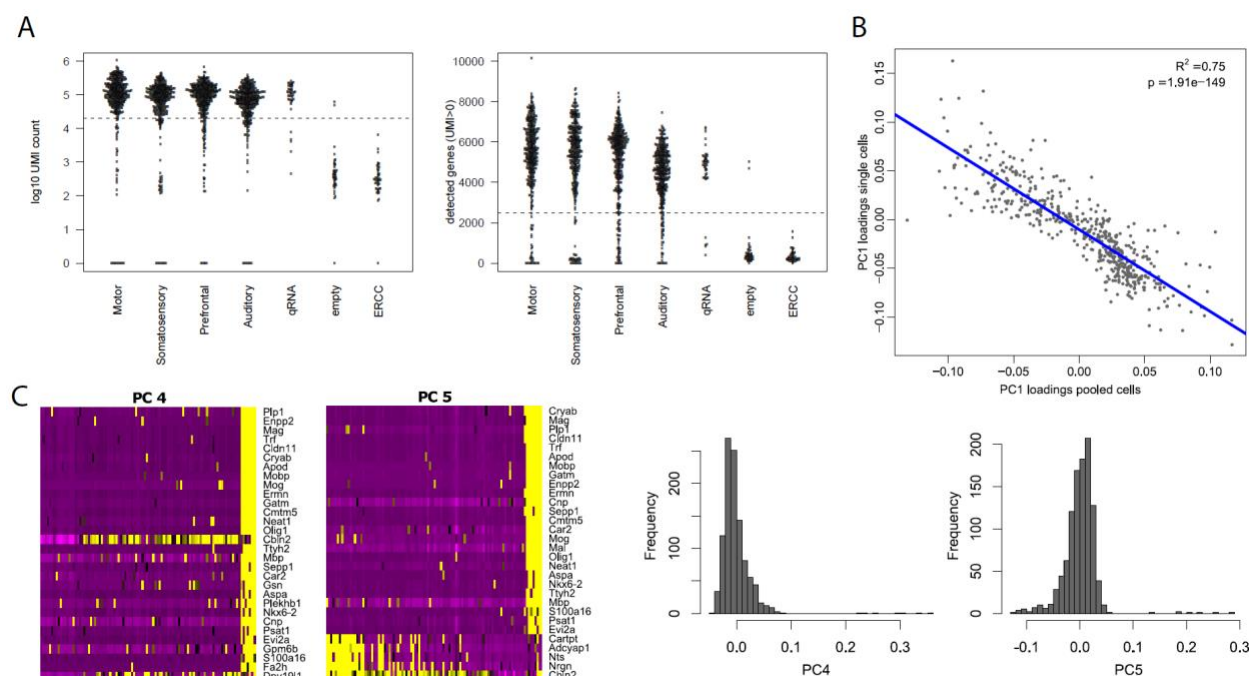 A
log10 UMI count
6
5
4
3
2
1
0
Motor
Somatosensory
Prefrontal
Auditory
qRNA
empty
ERCC
detected genes (UMI>0)
10000
8000
6000
4000
2000
0
Motor
Somatosensory
Prefrontal
Auditory
qRNA
empty
ERCC
B
R² =0.75
p =1.91e−149
PC1 loadings single cells
0.15
0.10
0.05
0.00
−0.05
−0.10
−0.10
−0.05
0.00
0.05
0.10
PC1 loadings pooled cells
C
PC 4
Plp1
Enpp2
Mag
Trf
Cldn11
Cryab
Apod
Mobp
Mog
Ermn
Gatm
Cmtm5
Neat1
Olig1
Cbln2
Ttyh2
Mbp
Sepp1
Car2
Gsn
Aspa
Plekhb1
Nkx6-2
Cnp
Psat1
Evi2a
Gpm6b
S100a16
Fa2h
PC 5
Cryab
Mag
Plp1
Cldn11
Trf
Apod
Mobp
Gatm
Enpp2
Ermn
Cnp
Sepp1
Cmtm5
Car2
Mog
Mal
Olig1
Neat1
Aspa
Nkx6-2
Ttyh2
Mbp
S100a16
Psat1
Evi2a
Cartpt
Adcyap1
Nts
Nrgn
Cbln2
Frequency
200
100
50
0
0.0
0.1
0.2
0.3
PC4
Frequency
200
150
100
50
0
−0.1
0.0
0.1
0.2
0.3
PC5